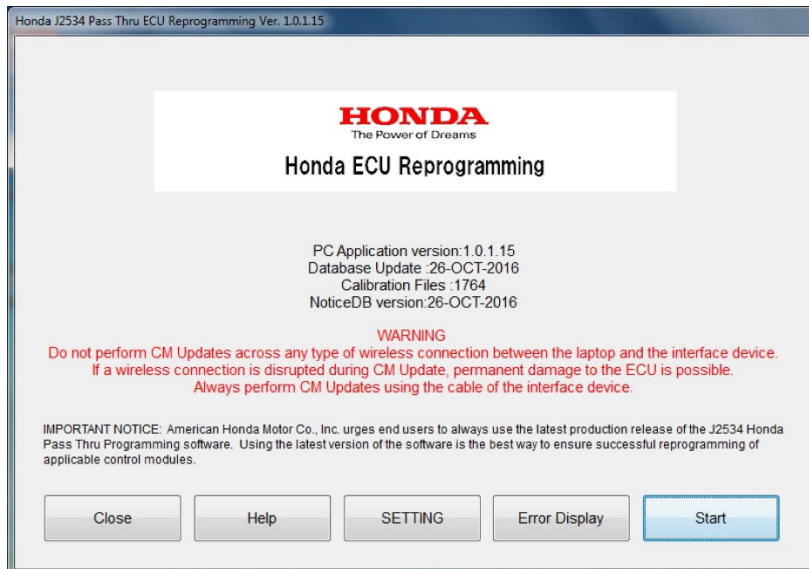 Honda J2534 Pass Thru ECU Reprogramming Ver. 1.0.1.15
HONDA
The Power of Dreams
Honda ECU Reprogramming
PC Application version:1.0.1.15
Database Update :26-OCT-2016
Calibration Files :1764
NoticeDB version:26-OCT-2016
WARNING
Do not perform CM Updates across any type of wireless connection between the laptop and the interface device.
If a wireless connection is disrupted during CM Update, permanent damage to the ECU is possible.
Always perform CM Updates using the cable of the interface device.
IMPORTANT NOTICE: American Honda Motor Co., Inc. urges end users to always use the latest production release of the J2534 Honda
Pass Thru Programming software. Using the latest version of the software is the best way to ensure successful reprogramming of
applicable control modules.
Close
Help
SETTING
Error Display
Start